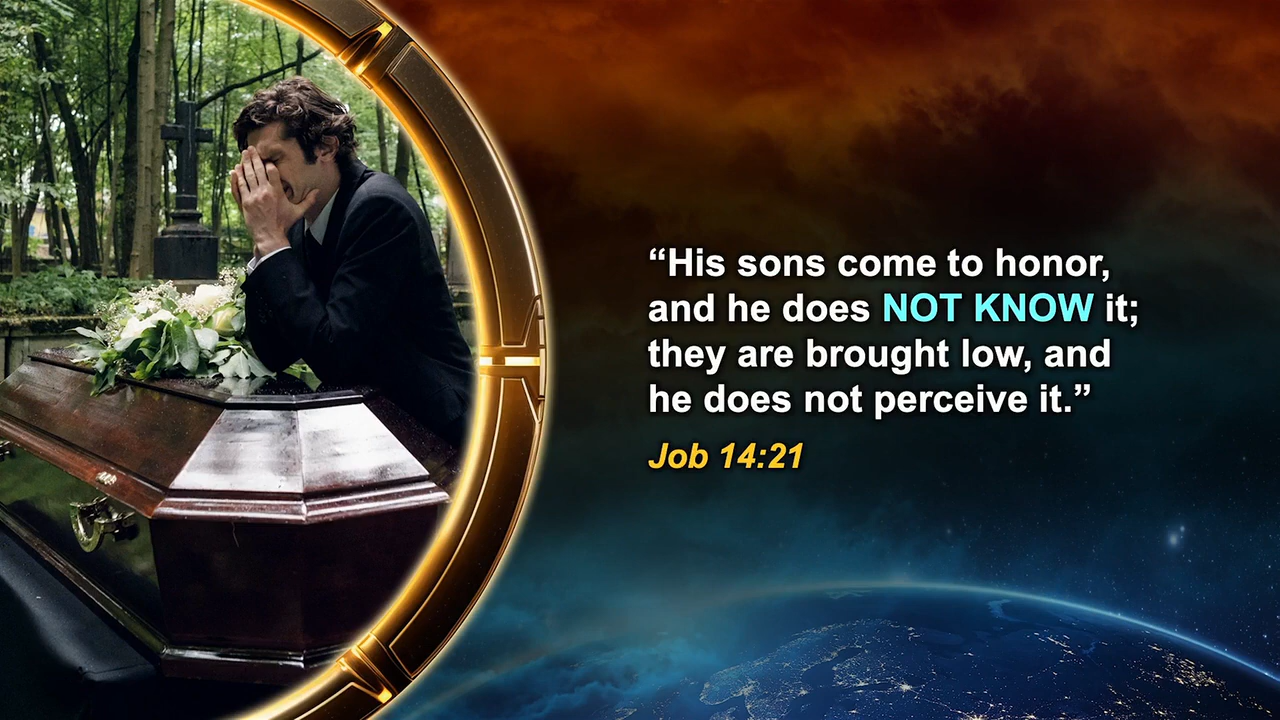 “His sons come to honor,
and he does NOT KNOW it;
they are brought low, and
he does not perceive it.”
Job 14:21